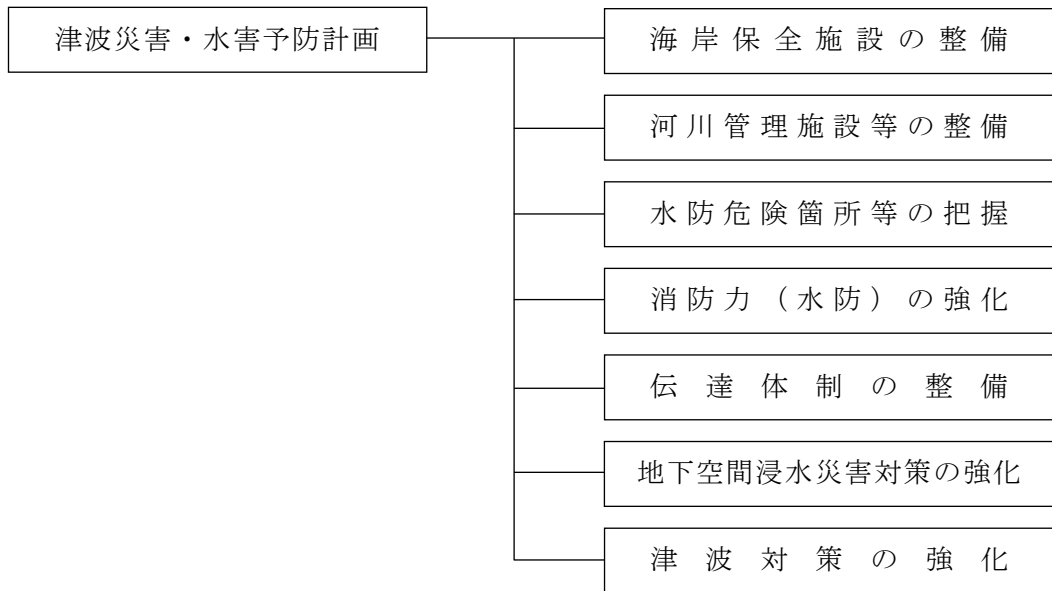 津波災害・水害予防計画
海岸保全施設の整備
河川管理施設等の整備
水防危険箇所等の把握
消防力（水防）の強化
伝達体制の整備
地下空間浸水災害対策の強化
津波対策の強化